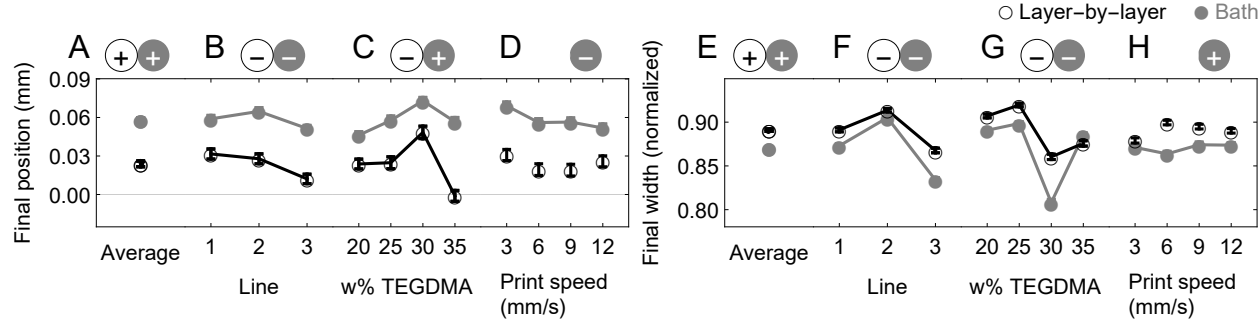 Layer−by−layer Bath
A B C D E F G H
+ + − − − + − + + − − − − +
Final position (mm)
0.09
0.06
0.03
0.00
Average
1 2 3
Line
20 25 30 35
w% TEGDMA
3 6 9 12
Print speed
(mm/s)
Final width (normalized)
0.90
0.85
0.80
Average
1 2 3
Line
20 25 30 35
w% TEGDMA
3 6 9 12
Print speed
(mm/s)